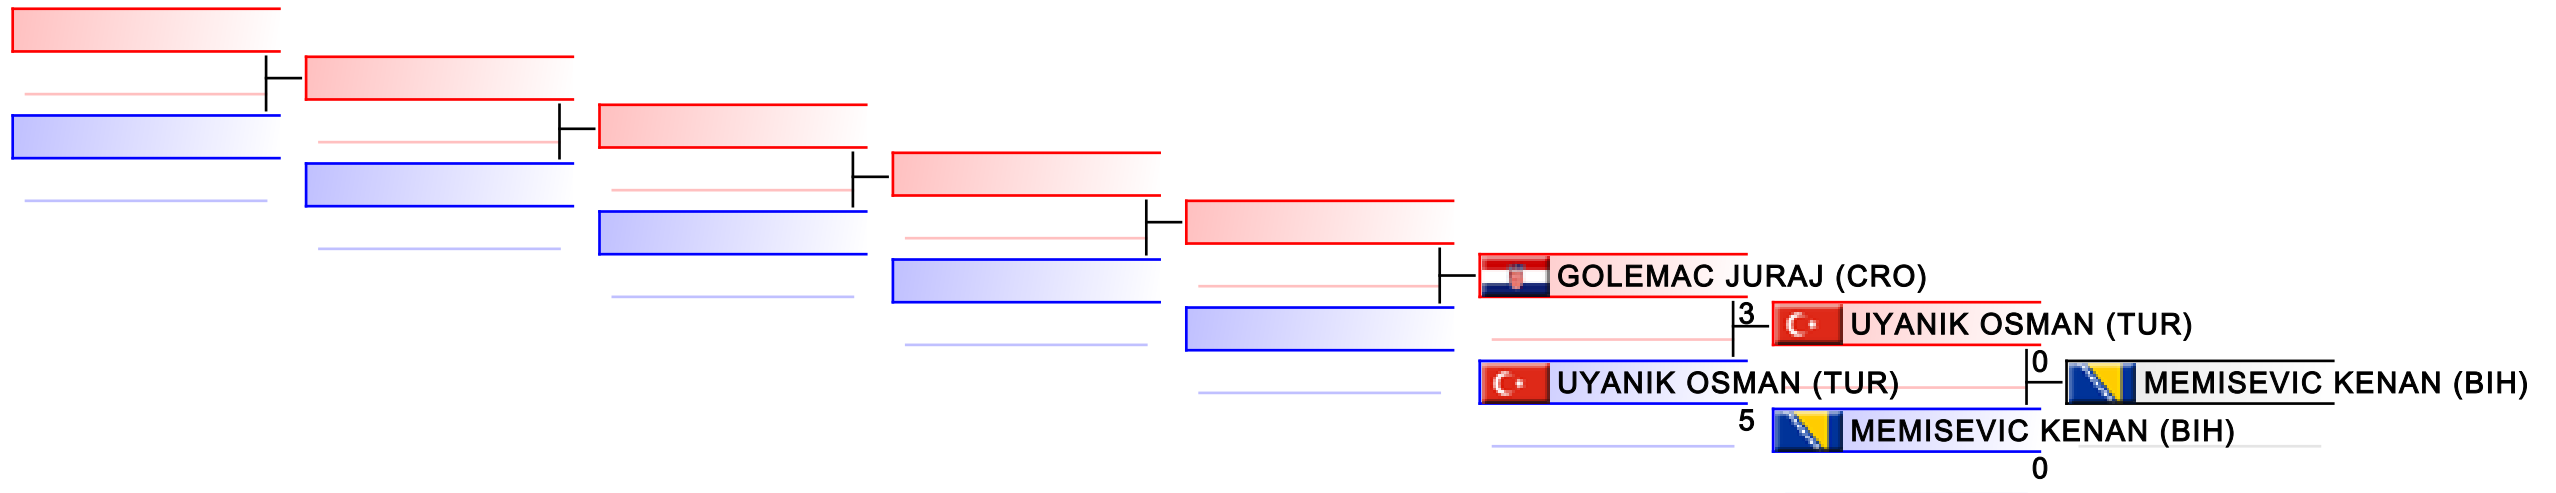 GOLEMAC JURAJ (CRO)
3
UYANIK OSMAN (TUR)
0
UYANIK OSMAN (TUR)
MEMISEVIC KENAN (BIH)
5
MEMISEVIC KENAN (BIH)
0